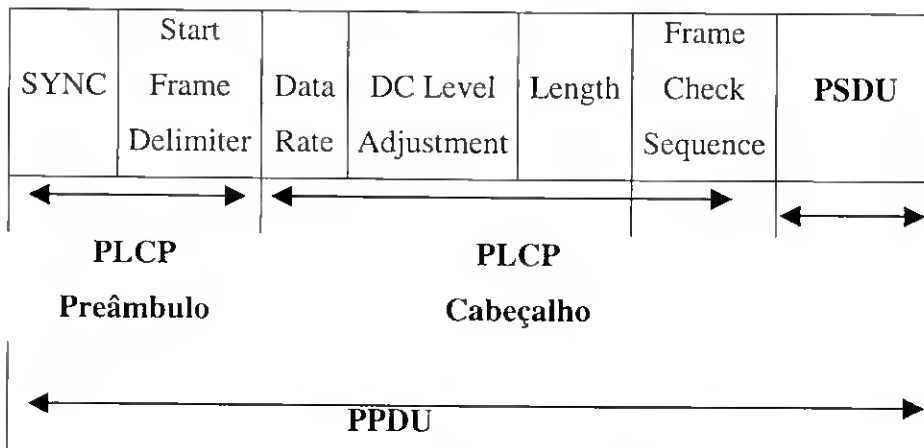 SYNC
Start
Frame
Delimiter
Data
Rate
DC Level
Adjustment
Length
Frame
Check
Sequence
PSDU
PLCP
Preâmbulo
PLCP
Cabeçalho
PPDU